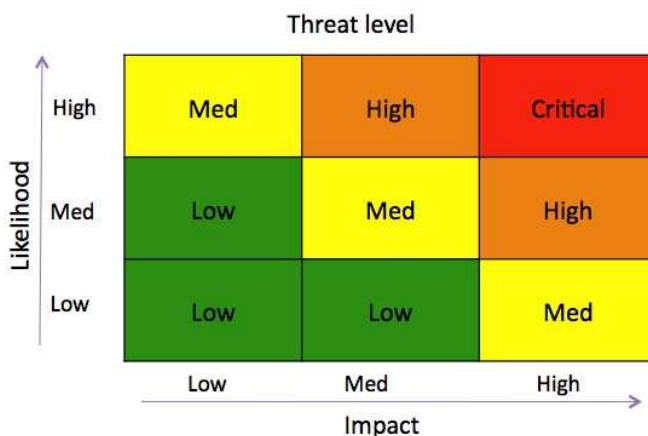 Threat level
High Med High Critical
Med Low Med High
Low Low Low Med
Likelihood
Low Med High
Impact